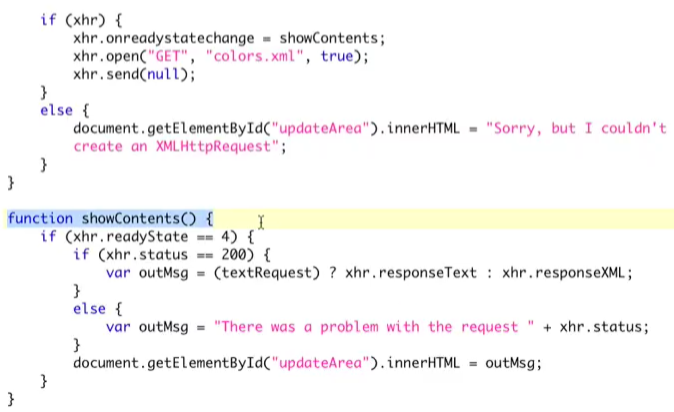 if (xhr) {
xhr.onreadystatechange = showContents;
xhr.open("GET", "colors.xml", true);
xhr.send(null);
}
else {
document.getElementById("updateArea").innerHTML = "Sorry, but I couldn't
create an XMLHttpRequest";
}
}
function showContents() {
if (xhr.readyState == 4) {
if (xhr.status == 200) {
var outMsg = (textRequest) ? xhr.responseText : xhr.responseXML;
}
else {
var outMsg = "There was a problem with the request " + xhr.status;
}
document.getElementById("updateArea").innerHTML = outMsg;
}
}